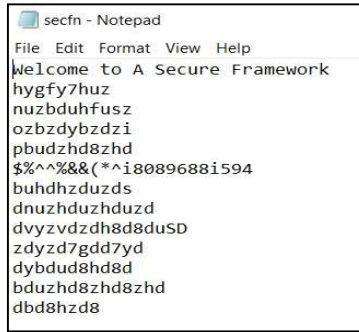 secfn - Notepad
File Edit Format View Help
Welcome to A Secure Framework
hygfy7huz
nuzbduhfusz
ozbzdybzdzi
pbudzhd8zhd
$%^^%&&(*^i8089688i594
buhdhzduzds
dnuzhduzhduzd
dvyzvdzdh8d8duSD
zdyzd7gdd7yd
dybdud8hd8d
bduzhd8zhd8zhd
dbd8hzd8